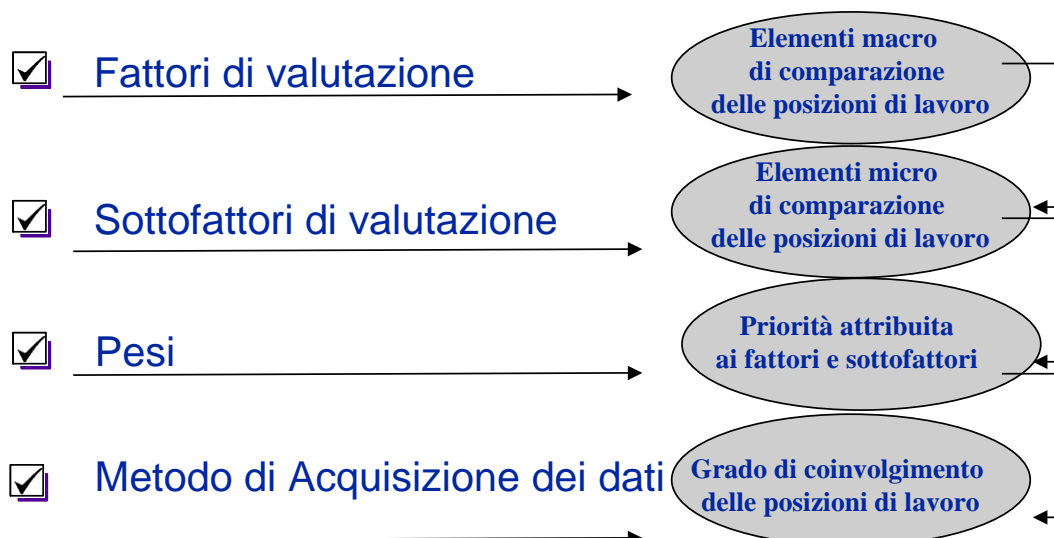 Fattori di valutazione
Elementi macro
di comparazione
delle posizioni di lavoro
Sottofattori di valutazione
Elementi micro
di comparazione
delle posizioni di lavoro
Pesi
Priorità attribuita
ai fattori e sottofattori
Metodo di Acquisizione dei dati
Grado di coinvolgimento
delle posizioni di lavoro